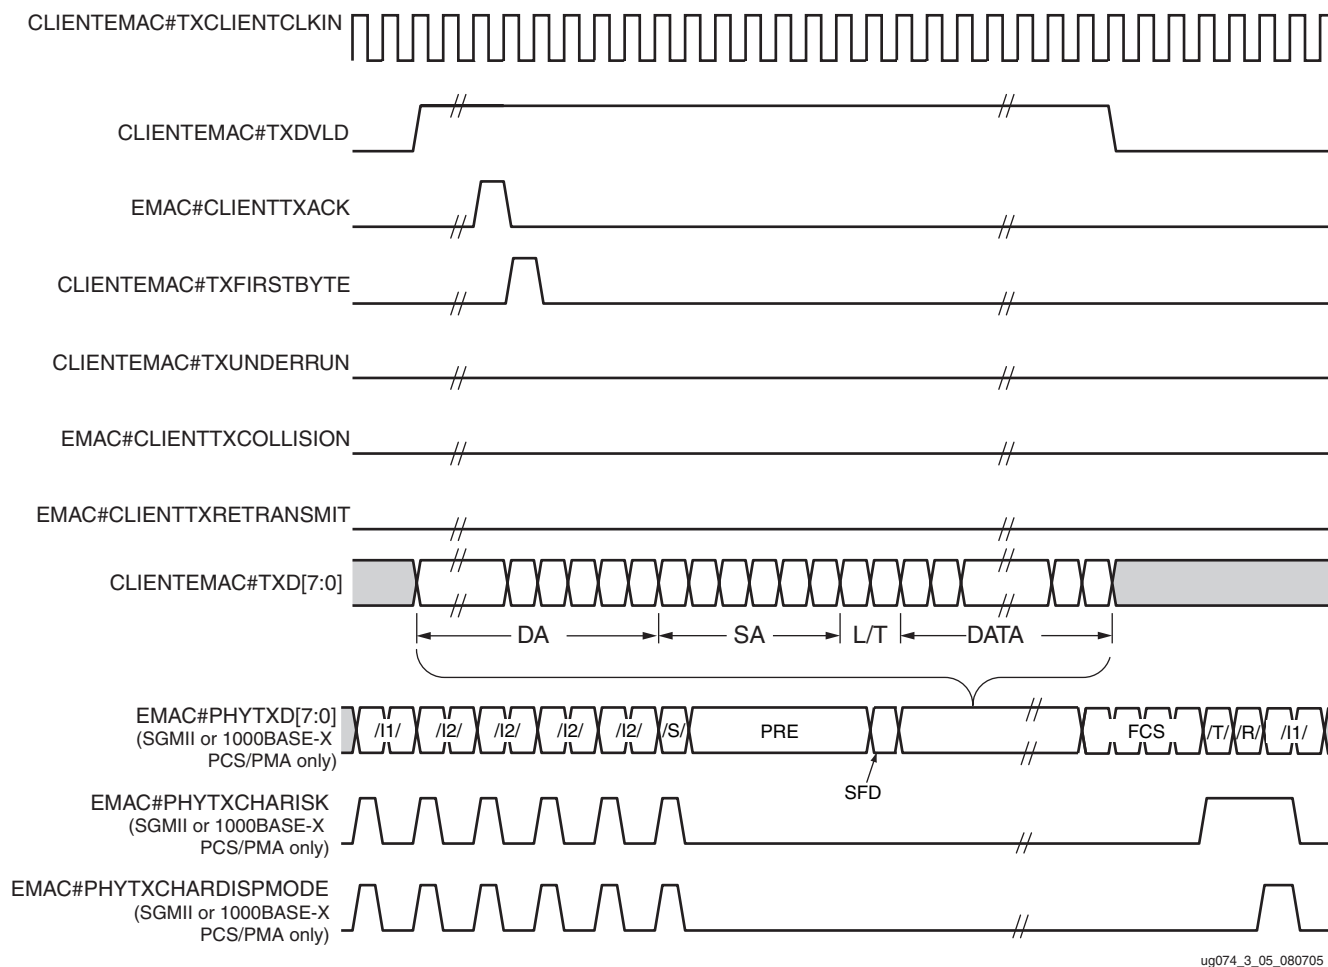 CLIENTEMAC#TXCLIENTCLKIN
CLIENTEMAC#TXDVLD
EMAC#CLIENTTXACK
CLIENTEMAC#TXFIRSTBYTE
CLIENTEMAC#TXUNDERRUN
EMAC#CLIENTTXCOLLISION
EMAC#CLIENTTXRETRANSMIT
CLIENTEMAC#TXD[7:0]
DA SA L/T DATA
EMAC#PHYTXD[7:0]
(SGMII or 1000BASE-X
PCS/PMA only)
/I1/ /I2/ /I2/ /I2/ /I2/ /S/ PRE FCS /T/ /R/ /I1/
SFD
EMAC#PHYTXCHARISK
(SGMII or 1000BASE-X
PCS/PMA only)
EMAC#PHYTXCHARDISPMODE
(SGMII or 1000BASE-X
PCS/PMA only)
ug074_3_05_080705